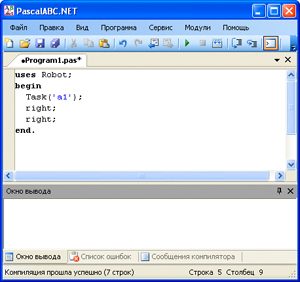 PascalABC.NET
Файл Правка Вид Программа Сервис Модули Помощь
•Program1.pas*
uses Robot;
begin
Task('a1');
right;
right;
end.
Окно вывода
Окно вывода Список ошибок Сообщения компилятора
Компиляция прошла успешно (7 строк) Строка 5 Столбец 9